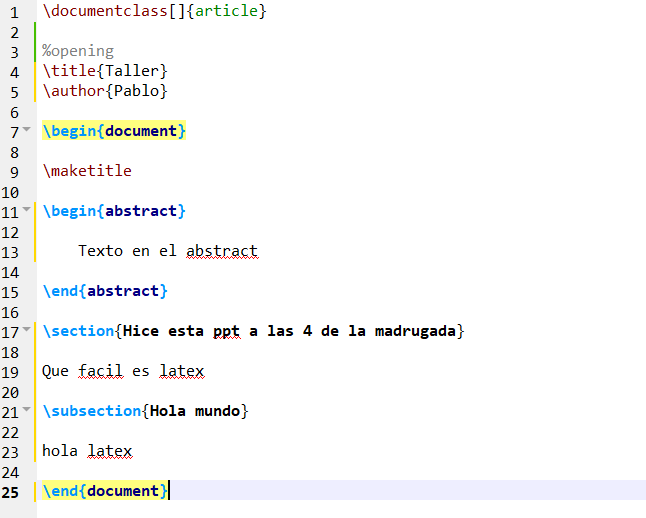 1 \documentclass[]{article}
2
3 %opening
4 \title{Taller}
5 \author{Pablo}
6
7 \begin{document}
8
9 \maketitle
10
11 \begin{abstract}
12
13 Texto en el abstract
14
15 \end{abstract}
16
17 \section{Hice esta ppt a las 4 de la madrugada}
18
19 Que facil es latex
20
21 \subsection{Hola mundo}
22
23 hola latex
24
25 \end{document}